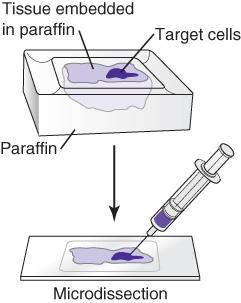 Tissue embedded
in paraffin
Target cells
Paraffin
Microdissection